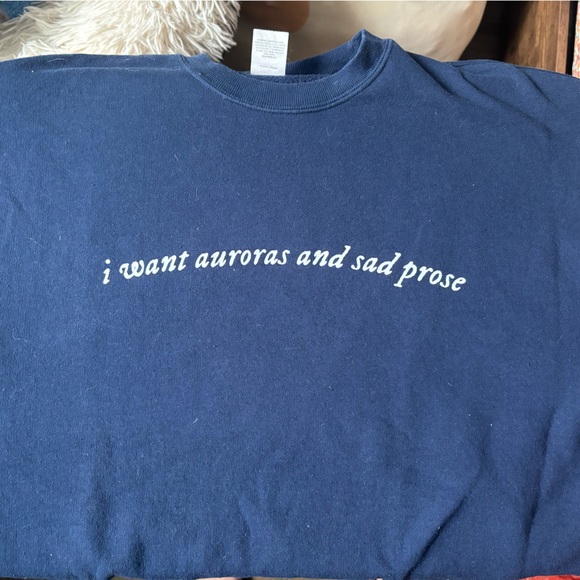 i want auroras and sad prose